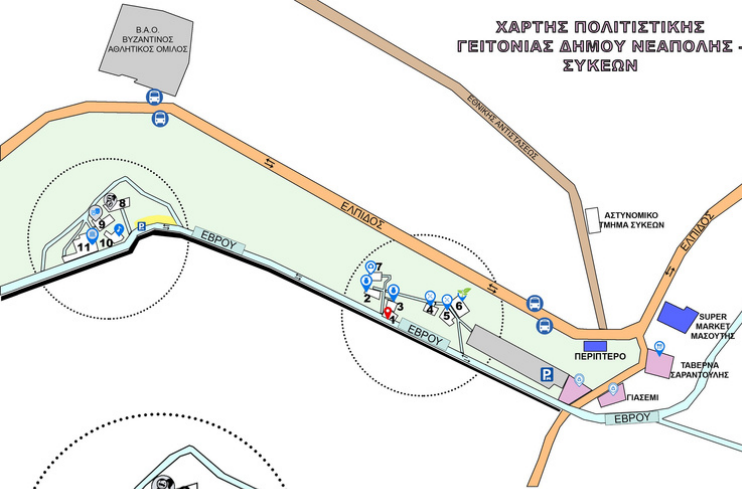 ΧΑΡΤΗΣ ΠΟΛΙΤΙΣΤΙΚΗΣ
ΓΕΙΤΟΝΙΑΣ ΔΗΜΟΥ ΝΕΑΠΟΛΗΣ -
ΣΥΚΕΩΝ
Β.Α.Ο.
ΒΥΖΑΝΤΙΝΟΣ
ΑΘΛΗΤΙΚΟΣ ΟΜΙΛΟΣ
ΕΘΝΙΚΗΣ ΑΝΤΙΣΤΑΣΕΩΣ
ΕΛΠΙΔΟΣ
ΑΣΤΥΝΟΜΙΚΟ
ΤΜΗΜΑ ΣΥΚΕΩΝ
ΕΛΠΙΔΟΣ
8
9
11
10
P
ΕΒΡΟΥ
7
2
3
4
5
6
ΕΒΡΟΥ
P
ΠΕΡΙΠΤΕΡΟ
SUPER
MARKET
ΜΑΣΟΥΤΗΣ
ΤΑΒΕΡΝΑ
ΣΑΡΑΝΤΟΥΛΗΣ
ΓΙΑΣΕΜΙ
ΕΒΡΟΥ